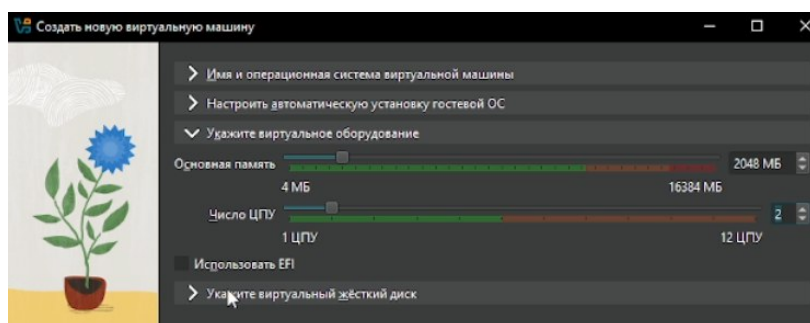 Создать новую виртуальную машину
Имя и операционная система виртуальной машины
Настроить автоматическую установку гостевой ОС
Укажите виртуальное оборудование
Основная память 2048 МБ
4 МБ 16384 МБ
Число ЦПУ 2
1 ЦПУ 12 ЦПУ
Использовать EFI
Укажите виртуальный жёсткий диск